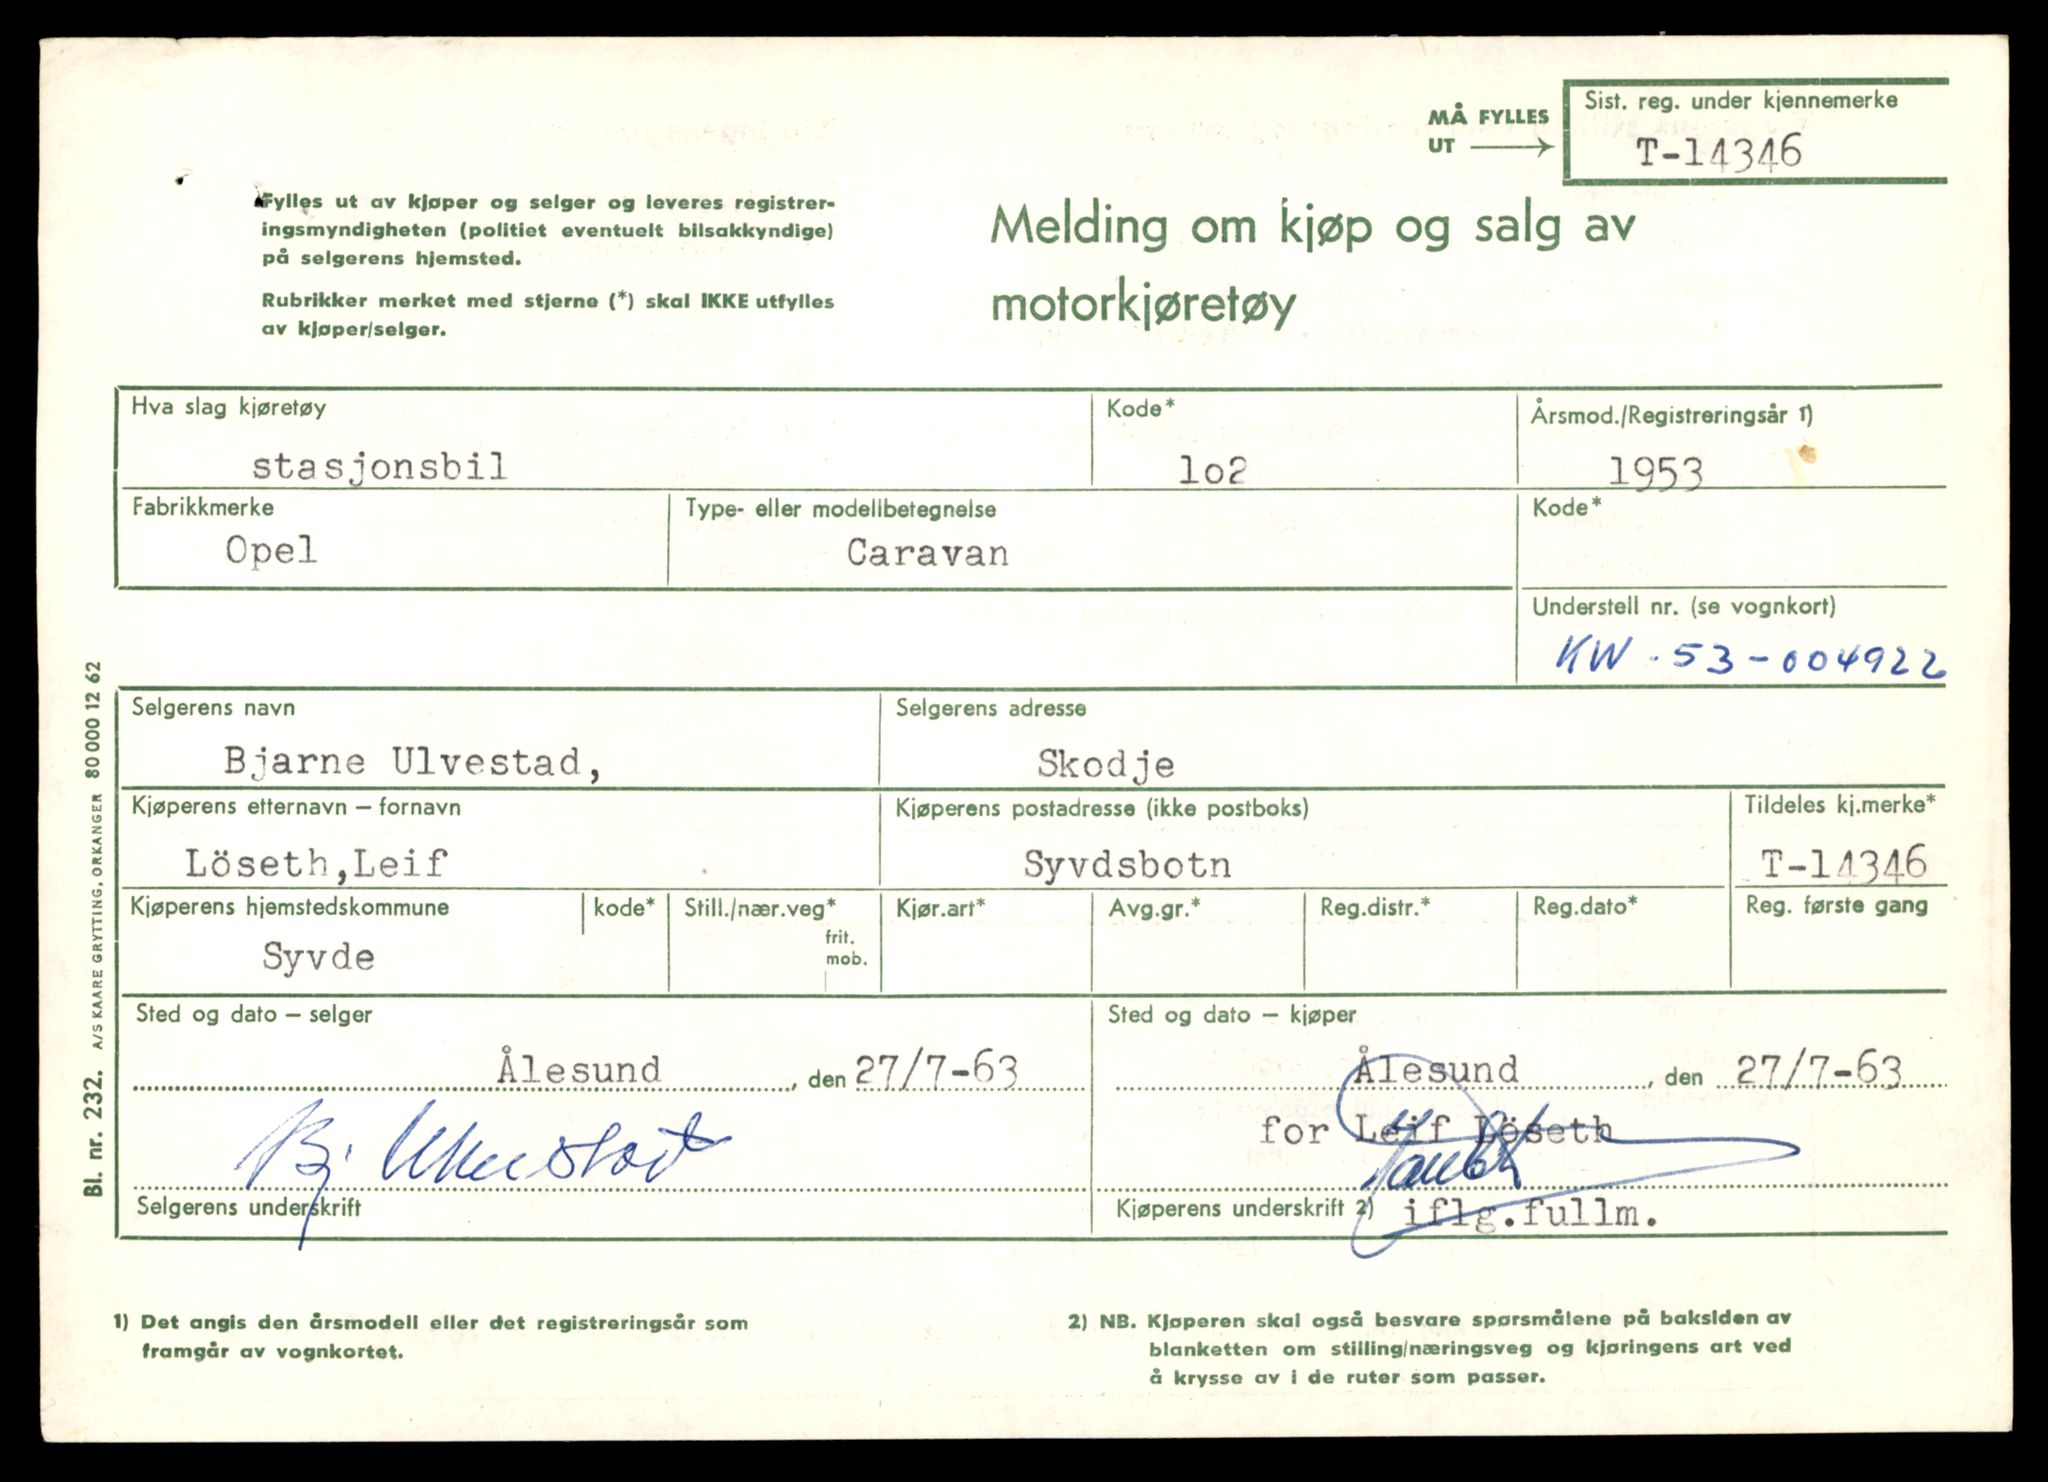 MÅ FYLLES
UT
Sist. reg. under kjennemerke
T-14346
Fylles ut av kjøper og selger og leveres registrer-
ingsmyndigheten (politiet eventuelt bilsakkyndige)
på selgerens hjemsted.
Rubrikker merket med stjerne (*) skal IKKE utfylles
av kjøper/selger.
Melding om kjøp og salg av
motorkjøretøy
Hva slag kjøretøy
stasjonsbil
Kode*
1o2
Årsmod./Registreringsår 1)
1953
Fabrikkmerke
Opel
Type- eller modellbetegnelse
Caravan
Kode*
Understell nr. (se vognkort)
KW - 53 - 004922
Selgerens navn
Bjarne Ulvestad,
Selgerens adresse
Skodje
Kjøperens etternavn – fornavn
Löseth,Leif
Kjøperens postadresse (ikke postboks)
Syvdsbotn
Tildeles kj.merke*
T-14346
Kjøperens hjemstedskommune
Syvde
kode*
Still./nær.veg*
frit.
mob.
Kjør.art*
Avg.gr.*
Reg.distr.*
Reg.dato*
Reg. første gang
Sted og dato – selger
Ålesund, den 27/7-63
Bj. Ulvestad
Selgerens underskrift
Sted og dato – kjøper
Ålesund, den 27/7-63
for Leif Löseth
Kjøperens underskrift 2) iflg.fullm.
1) Det angis den årsmodell eller det registreringsår som
framgår av vognkortet.
2) NB. Kjøperen skal også besvare spørsmålene på baksiden av
blanketten om stilling/næringsveg og kjøringens art ved
å krysse av i de ruter som passer.
Bl. nr. 232. A/S KAARE GRYTTING, ORKANGER 80 000 12 62